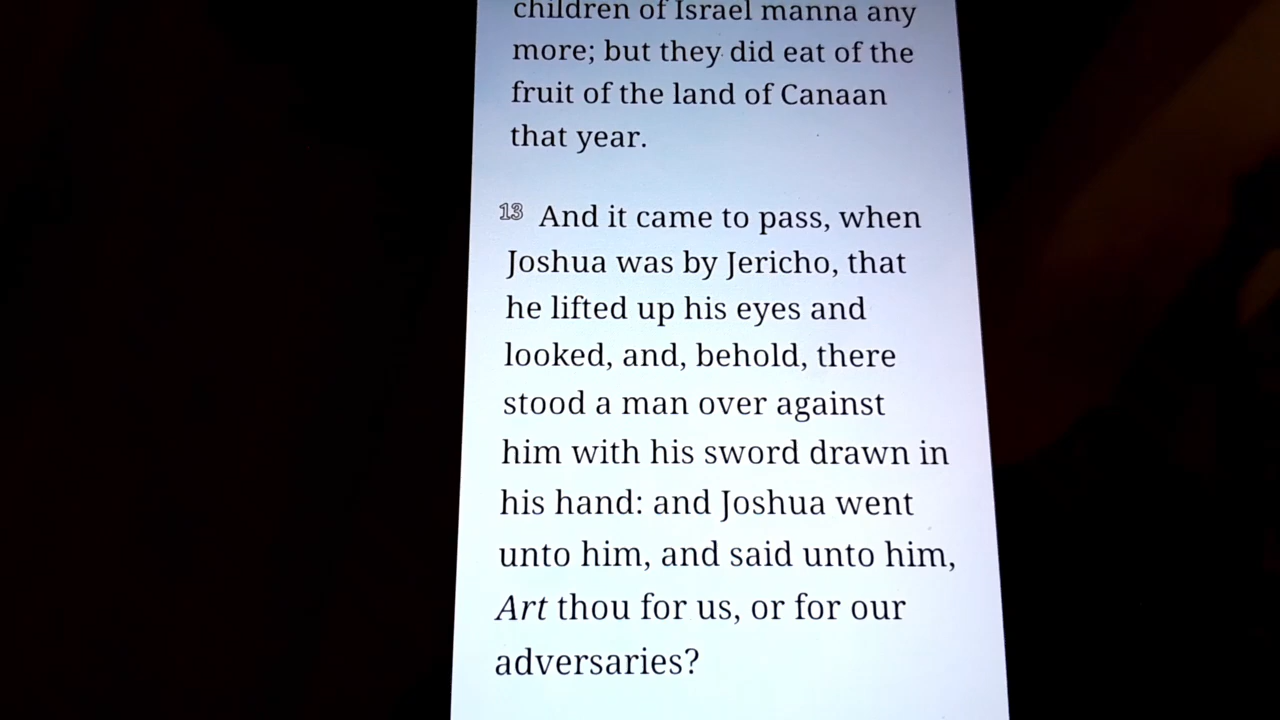 children of Israel manna any
more; but they did eat of the
fruit of the land of Canaan
that year.
13 And it came to pass, when
Joshua was by Jericho, that
he lifted up his eyes and
looked, and, behold, there
stood a man over against
him with his sword drawn in
his hand: and Joshua went
unto him, and said unto him,
Art thou for us, or for our
adversaries?